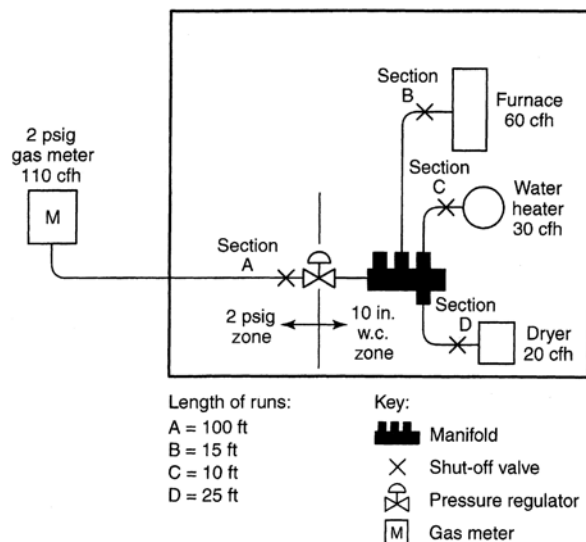 Section
B
Furnace
60 cfh
2 psig
gas meter
110 cfh
M
Section
C
Water
heater
30 cfh
Section
A
2 psig
zone
10 in.
w.c.
zone
Section
D
Dryer
20 cfh
Length of runs:
A = 100 ft
B = 15 ft
C = 10 ft
D = 25 ft
Key:
Manifold
Shut-off valve
Pressure regulator
M Gas meter